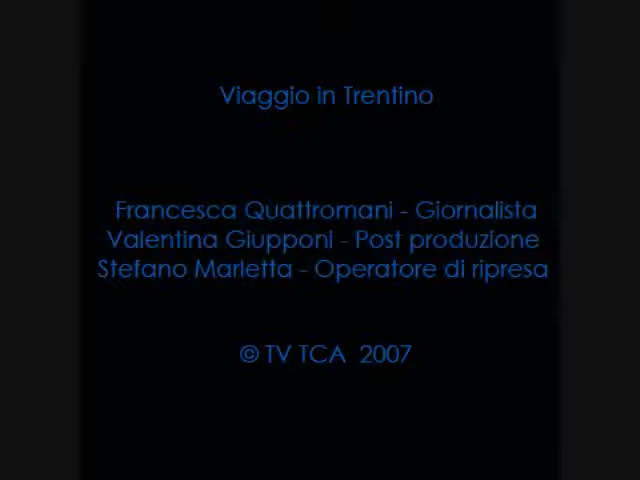 Viaggio in Trentino
Francesca Quattromani - Giornalista
Valentina Giupponi - Post produzione
Stefano Marletta - Operatore di ripresa
© TV TCA 2007